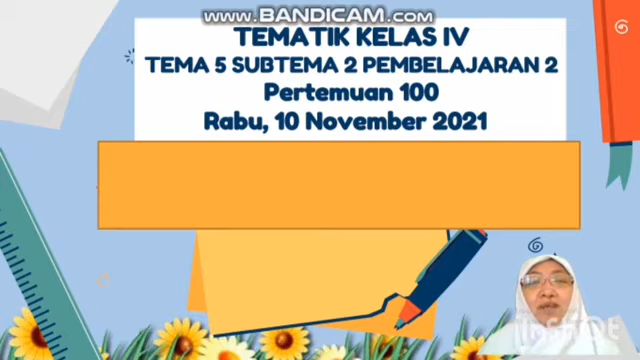 www.BANDICAM.com
TEMATIK KELAS IV
TEMA 5 SUBTEMA 2 PEMBELAJARAN 2
Pertemuan 100
Rabu, 10 November 2021